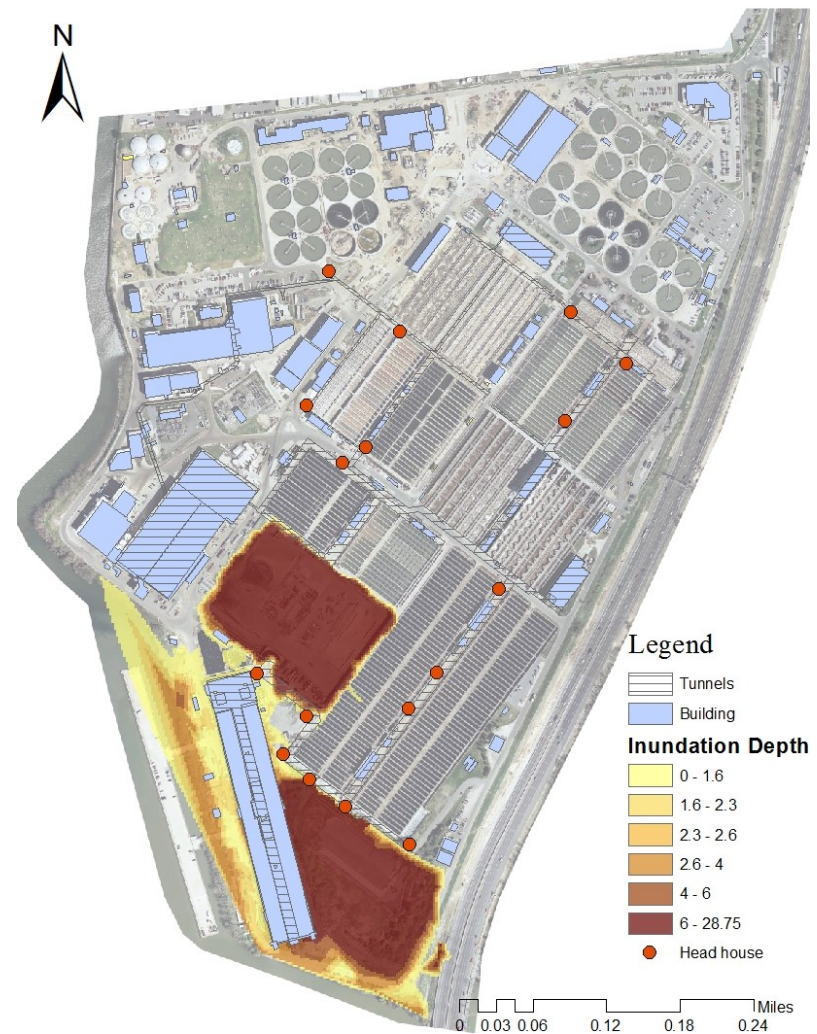 N
Legend
Tunnels
Building
Inundation Depth
0 - 1.6
1.6 - 2.3
2.3 - 2.6
2.6 - 4
4 - 6
6 - 28.75
Head house
Miles
0 0.03 0.06 0.12 0.18 0.24